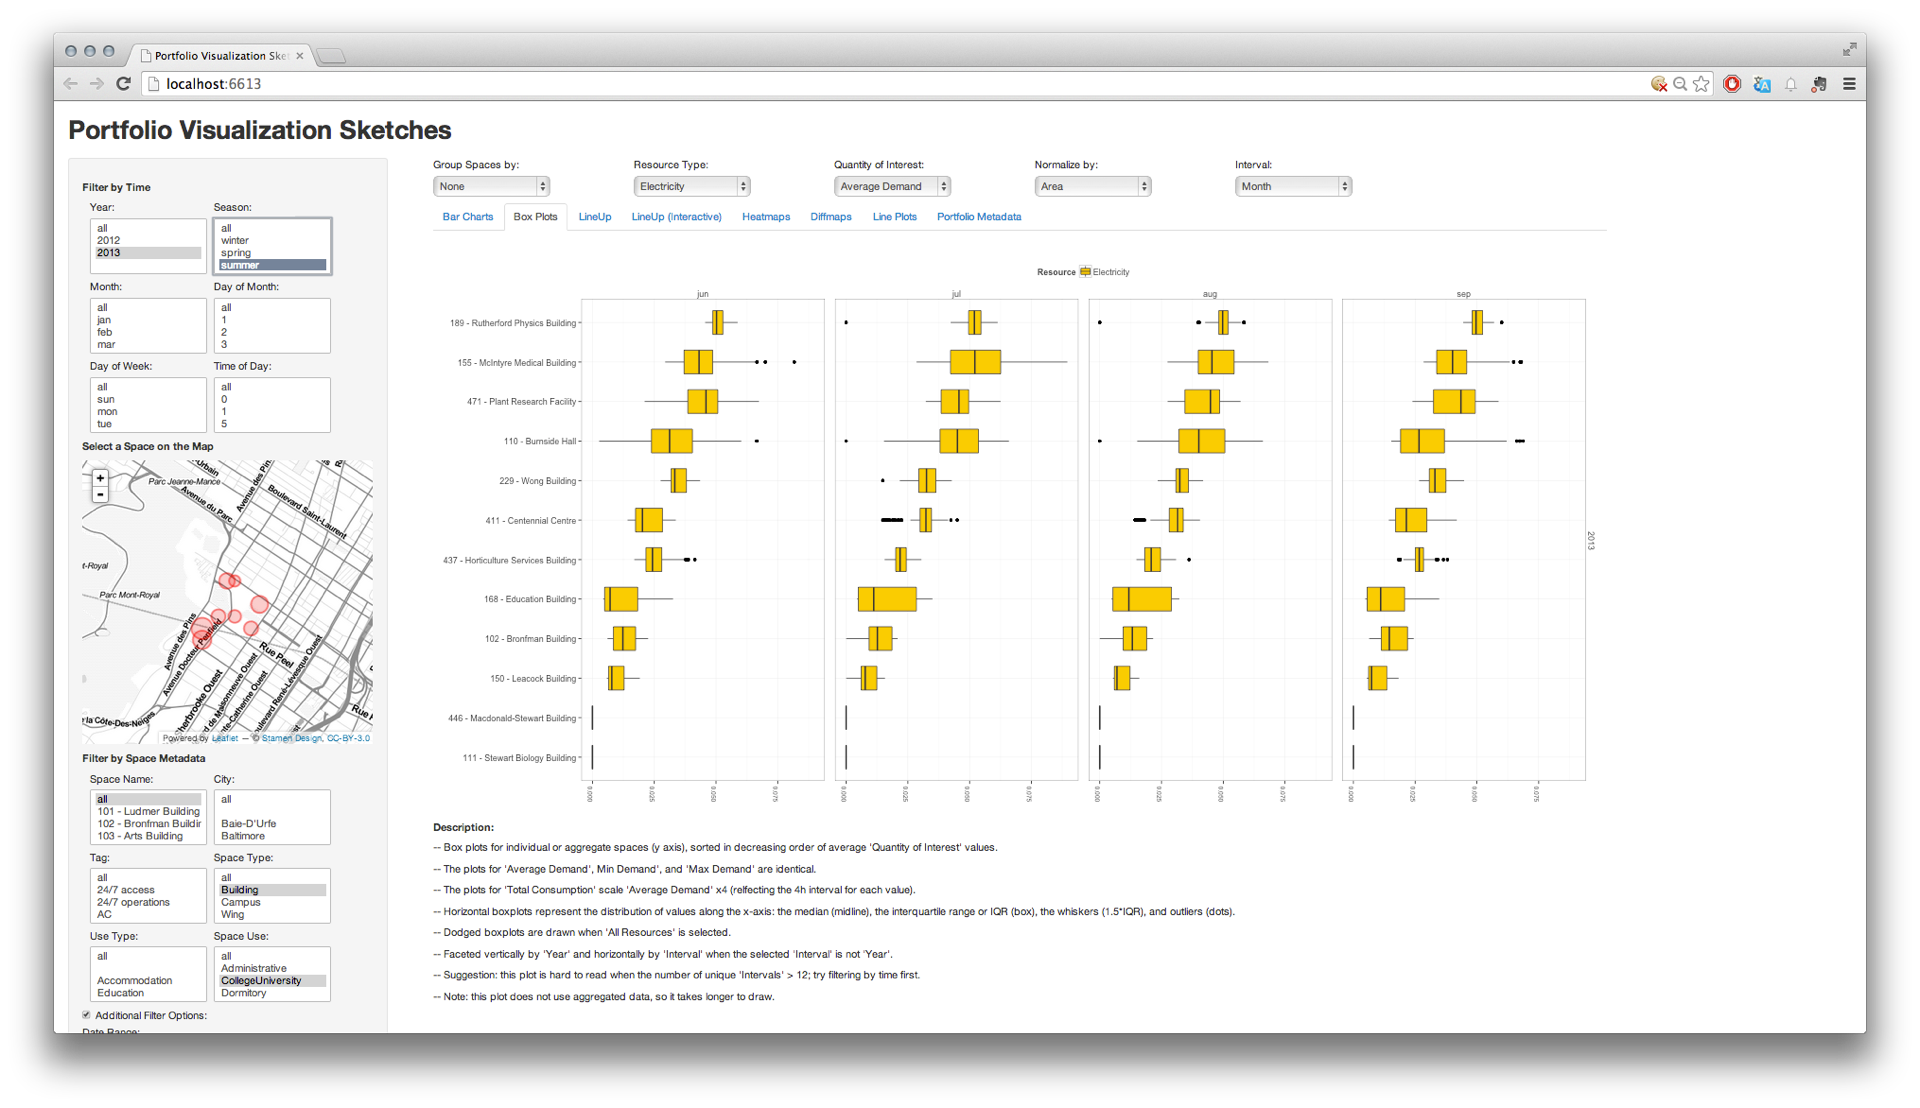 Portfolio Visualization Sket
localhost:6613
Portfolio Visualization Sketches
Filter by Time
Year: Season:
all all
2012 winter
2013 spring
summer
Month: Day of Month:
all all
jan 1
feb 2
mar 3
Day of Week: Time of Day:
all all
sun 0
mon 1
tue 5
Select a Space on the Map
+
-
Parc Jeanne-Mance
Avenue des Pins
Avenue du Parc
Boulevard Saint-Laurent
t-Royal
Parc Mont-Royal
Avenue des Pins
Avenue Docteur Penfield
Rue Peel
Sherbrooke Ouest
rd de Maisonneuve Ouest
nte-Catherine Ouest
oulevard René-Lévesque Ouest
r la Côte-Des-Neiges
Powered by Leaflet — © Stamen Design, CC-BY-3.0
Filter by Space Metadata
Space Name: City:
all all
101 - Ludmer Building
102 - Bronfman Buildin Baie-D'Urfe
103 - Arts Building Baltimore
Tag: Space Type:
all all
24/7 access Building
24/7 operations Campus
AC Wing
Use Type: Space Use:
all all
Administrative
Accommodation CollegeUniversity
Education Dormitory
Additional Filter Options:
Date Range:
Group Spaces by: Resource Type: Quantity of Interest: Normalize by: Interval:
None Electricity Average Demand Area Month
Bar Charts Box Plots LineUp LineUp (Interactive) Heatmaps Diffmaps Line Plots Portfolio Metadata
Resource Electricity
jun jul aug sep
189 - Rutherford Physics Building
155 - McIntyre Medical Building
471 - Plant Research Facility
110 - Burnside Hall
229 - Wong Building
411 - Centennial Centre
437 - Horticulture Services Building
168 - Education Building
102 - Bronfman Building
150 - Leacock Building
446 - Macdonald-Stewart Building
111 - Stewart Biology Building
2013
0.000 0.025 0.050 0.075 0.000 0.025 0.050 0.075 0.000 0.025 0.050 0.075 0.000 0.025 0.050 0.075
Description:
-- Box plots for individual or aggregate spaces (y axis), sorted in decreasing order of average 'Quantity of Interest' values.
-- The plots for 'Average Demand', Min Demand', and 'Max Demand' are identical.
-- The plots for 'Total Consumption' scale 'Average Demand' x4 (relfecting the 4h interval for each value).
-- Horizontal boxplots represent the distribution of values along the x-axis: the median (midline), the interquartile range or IQR (box), the whiskers (1.5*IQR), and outliers (dots).
-- Dodged boxplots are drawn when 'All Resources' is selected.
-- Faceted vertically by 'Year' and horizontally by 'Interval' when the selected 'Interval' is not 'Year'.
-- Suggestion: this plot is hard to read when the number of unique 'Intervals' > 12; try filtering by time first.
-- Note: this plot does not use aggregated data, so it takes longer to draw.